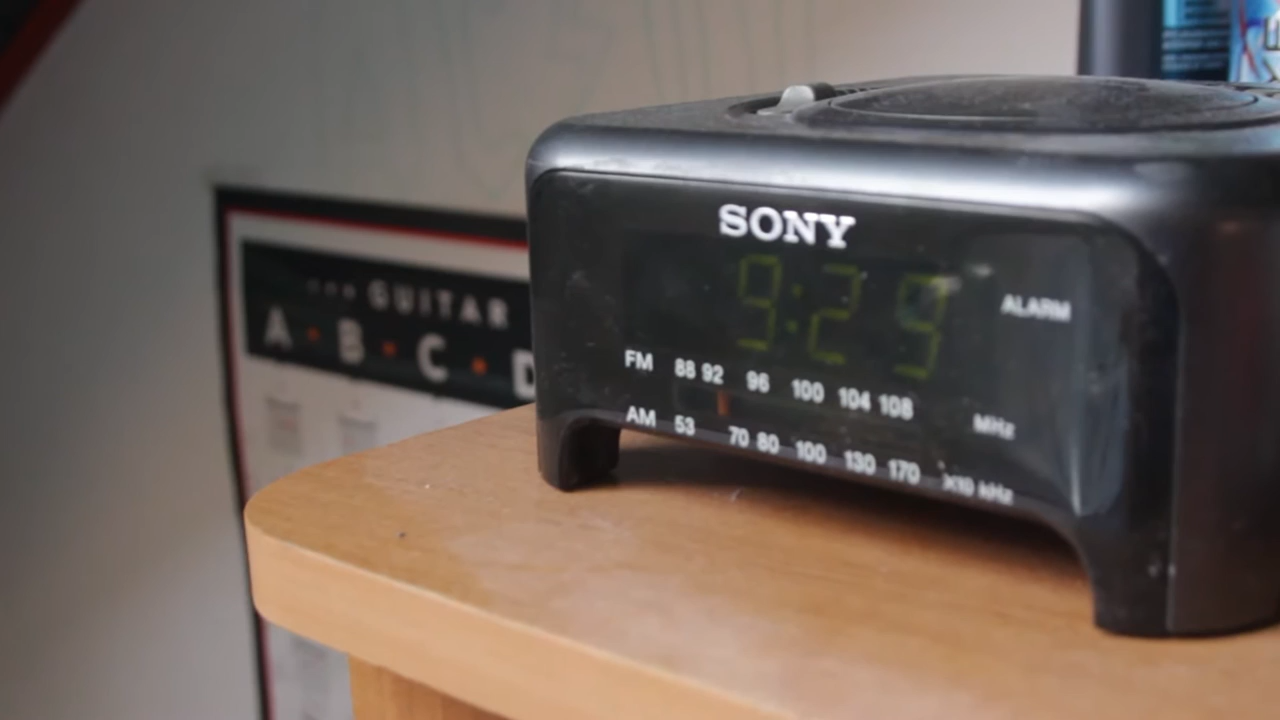 SONY
9:29
ALARM
FM 88 92 96 100 104 108 MHz
AM 53 70 80 100 130 170 X10 kHz
GUITAR
A · B · C · D